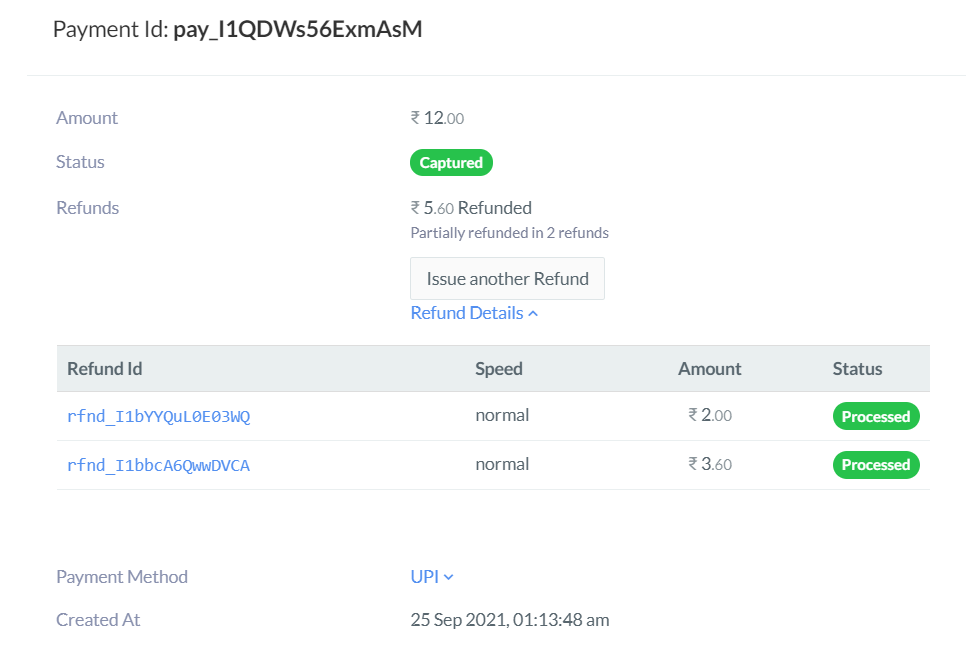 Payment Id: pay_I1QDWs56ExmAsM
Amount ₹ 12.00
Status Captured
Refunds ₹ 5.60 Refunded
Partially refunded in 2 refunds
Issue another Refund
Refund Details
Refund Id Speed Amount Status
rfnd_I1bYYQuL0E03WQ normal ₹ 2.00 Processed
rfnd_I1bbcA6QwwDVCA normal ₹ 3.60 Processed
Payment Method UPI
Created At 25 Sep 2021, 01:13:48 am